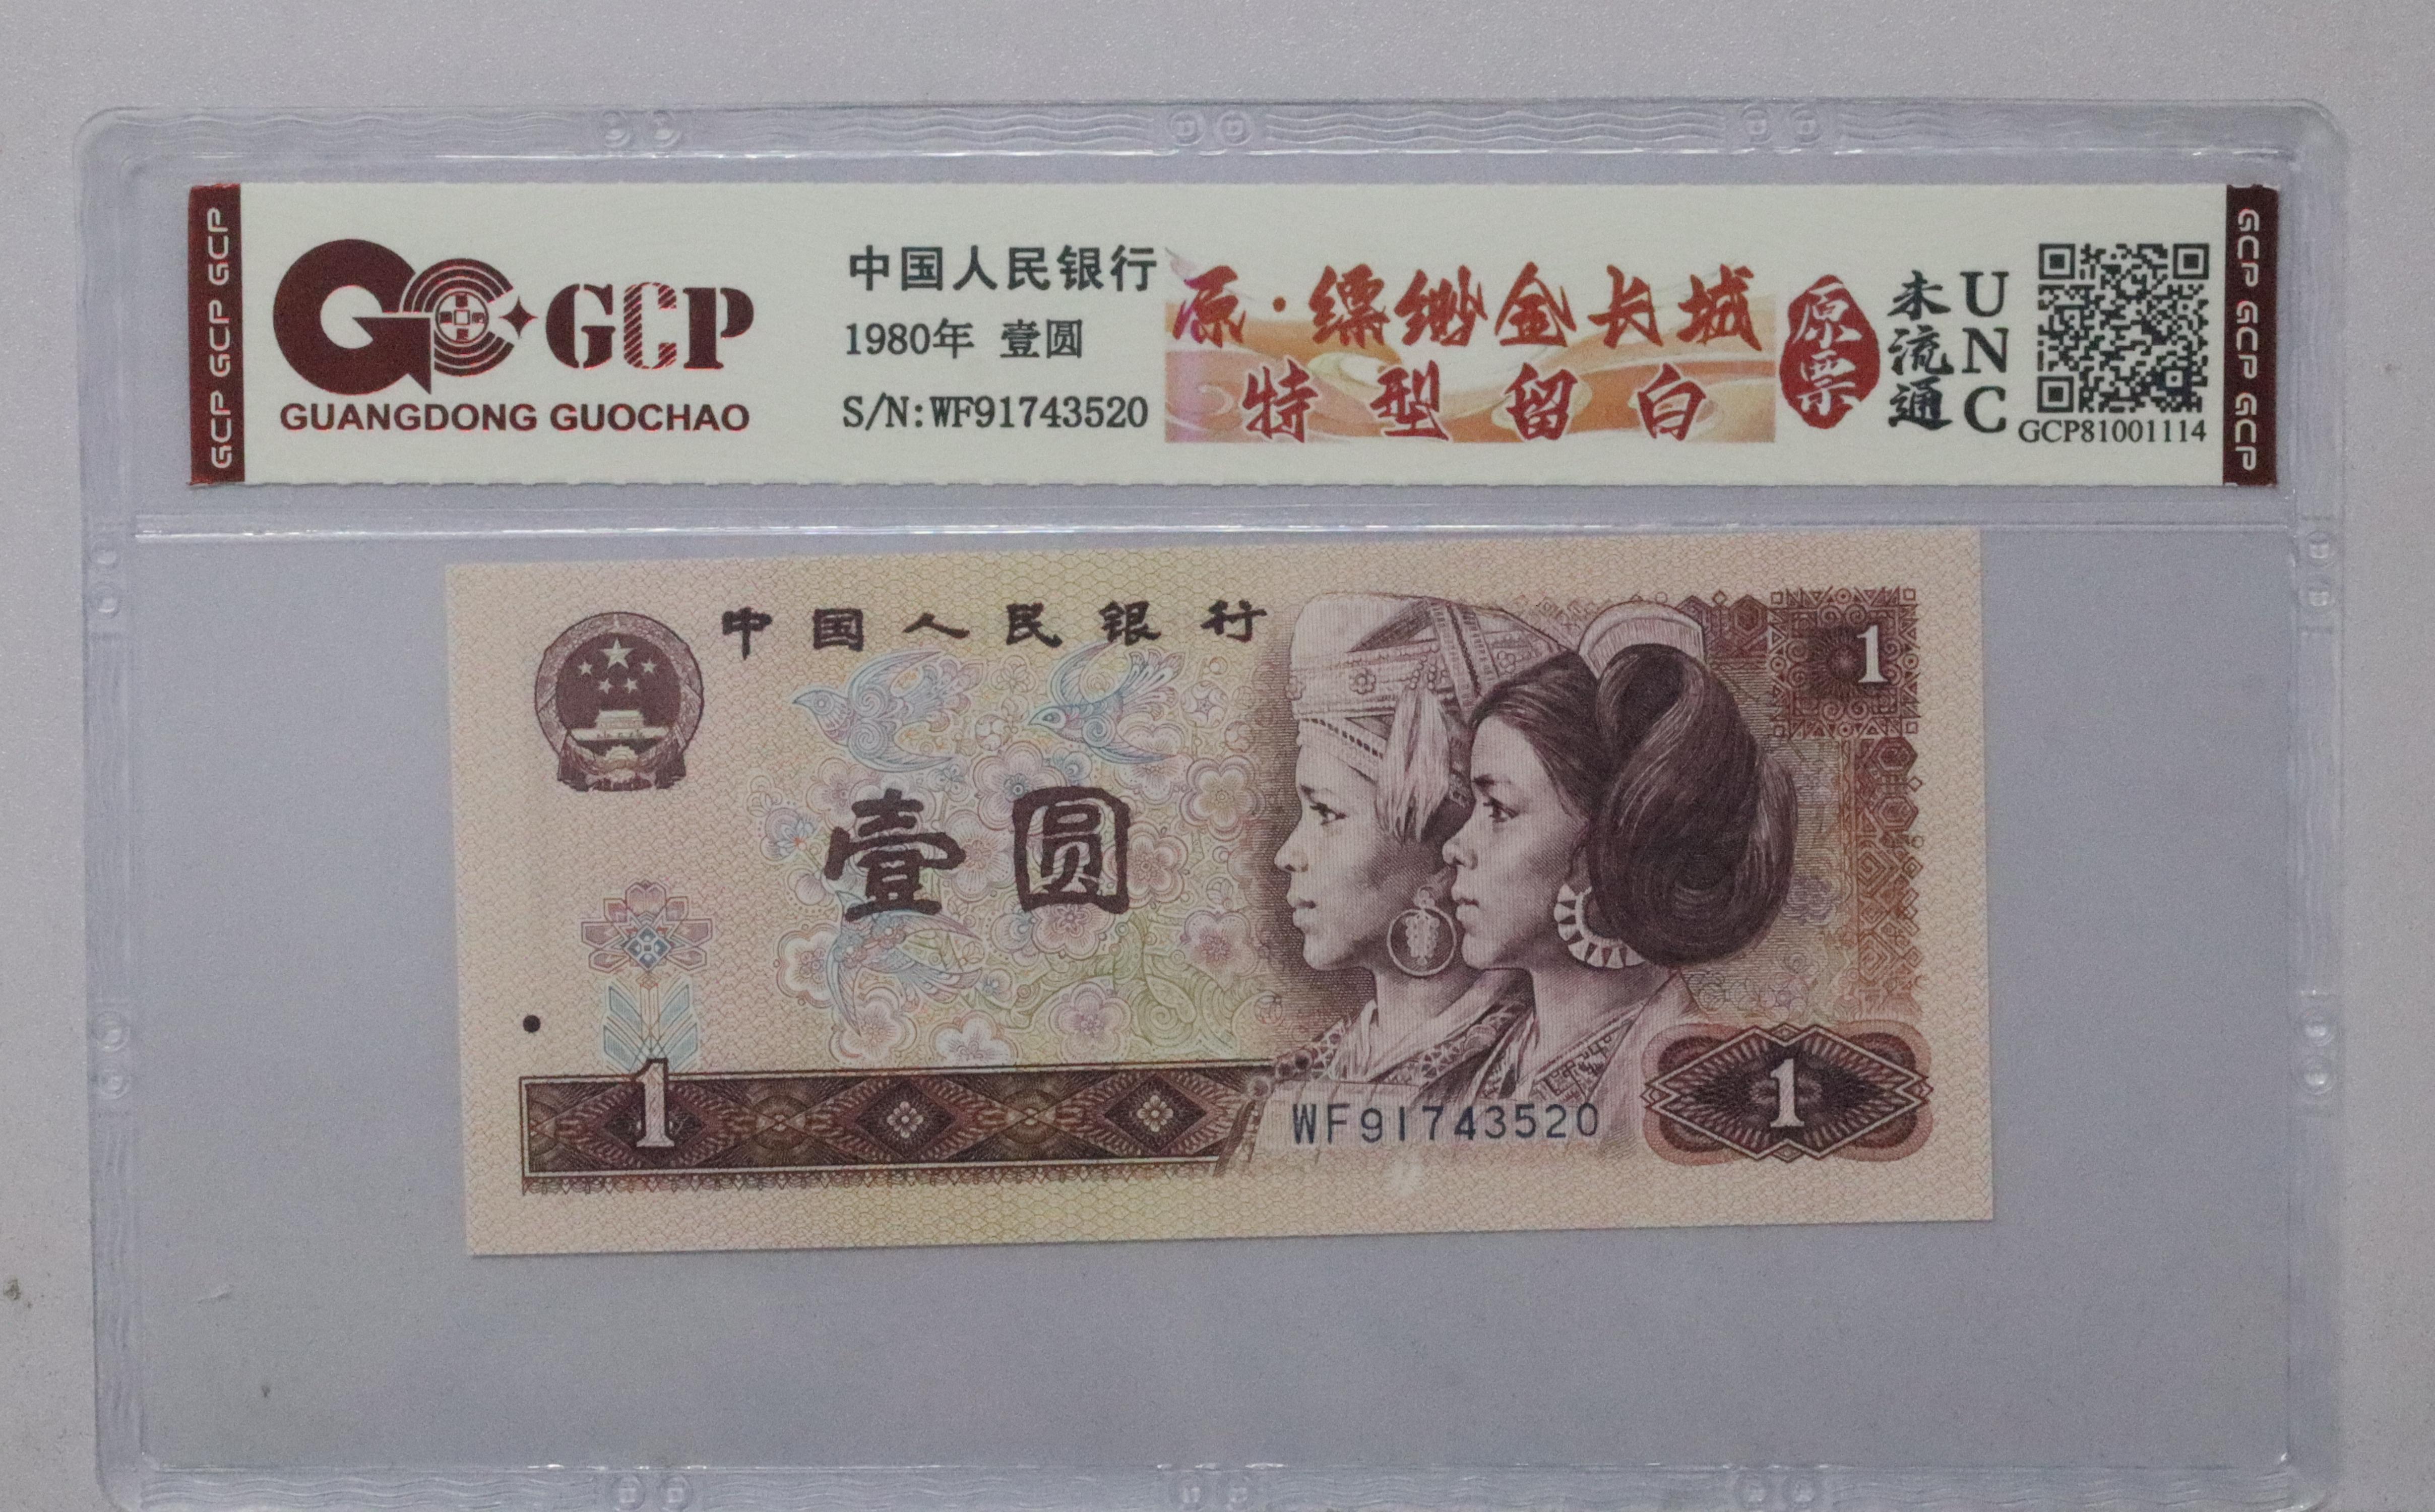 GCP GCP GCP
GCP
GUANGDONG GUOCHAO
中国人民银行
1980年 壹圆
S/N:WF91743520
原·缥缈金长城
特型留白
原票
未流通
UNC
GCP81001114
GCP GCP GCP
中国人民银行
1
壹圆
1
WF91743520
1